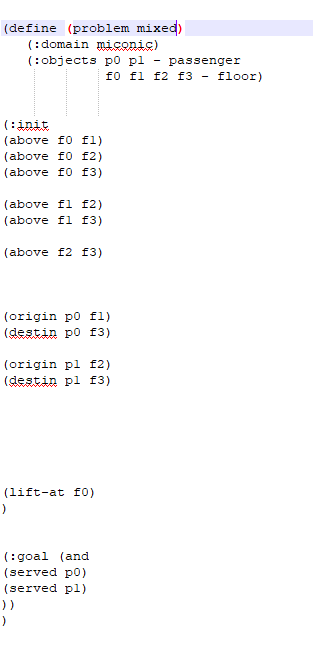 (define (problem mixed)
(:domain miconic)
(:objects p0 p1 - passenger
f0 f1 f2 f3 - floor)
(:init
(above f0 f1)
(above f0 f2)
(above f0 f3)
(above f1 f2)
(above f1 f3)
(above f2 f3)
(origin p0 f1)
(destin p0 f3)
(origin p1 f2)
(destin p1 f3)
(lift-at f0)
)
(:goal (and
(served p0)
(served p1)
))
)